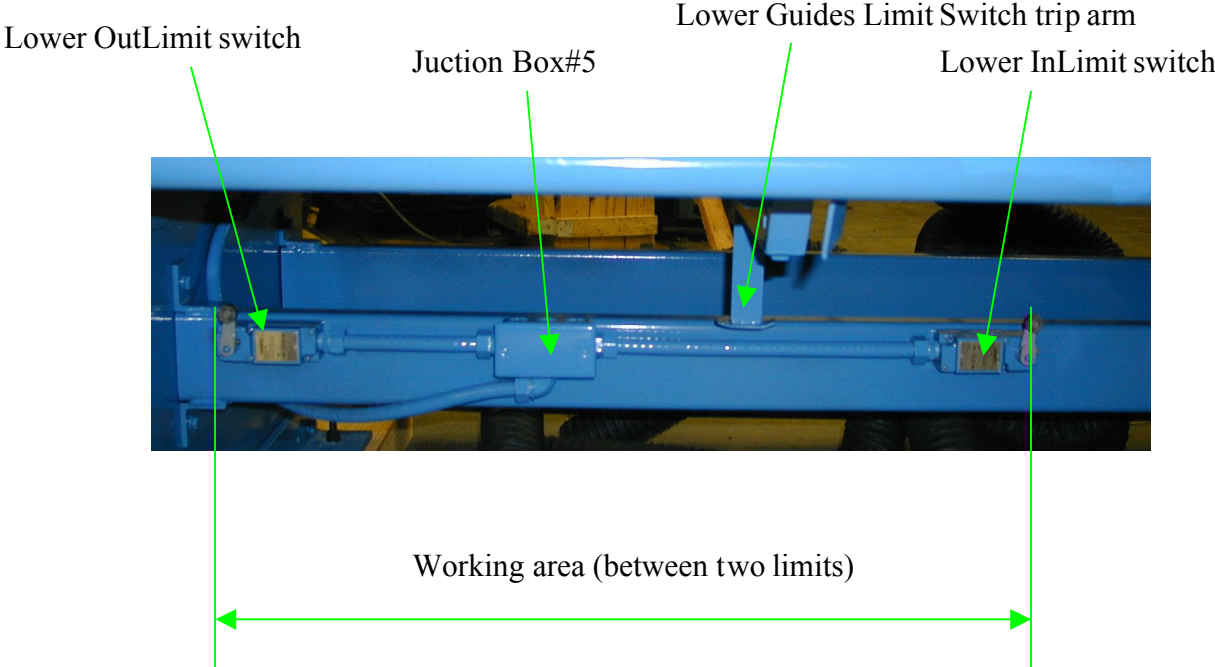 Lower Guides Limit Switch trip arm
Lower OutLimit switch
Juction Box#5
Lower InLimit switch
Working area (between two limits)